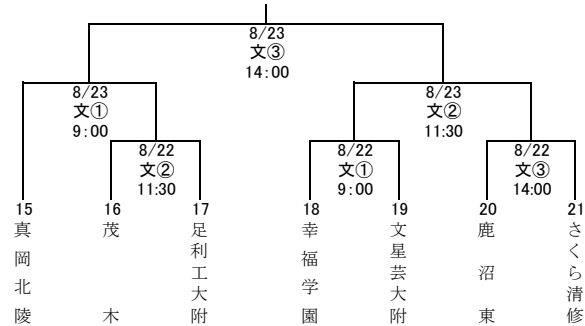 8/23
文③
14:00
8/23
文①
9:00
8/23
文②
11:30
8/22
文②
11:30
8/22
文①
9:00
8/22
文③
14:00
15
16
17
18
19
20
21
真岡北陵
茂木
足利工大附
幸福学園
文星芸大附
鹿沼東
さくら清修